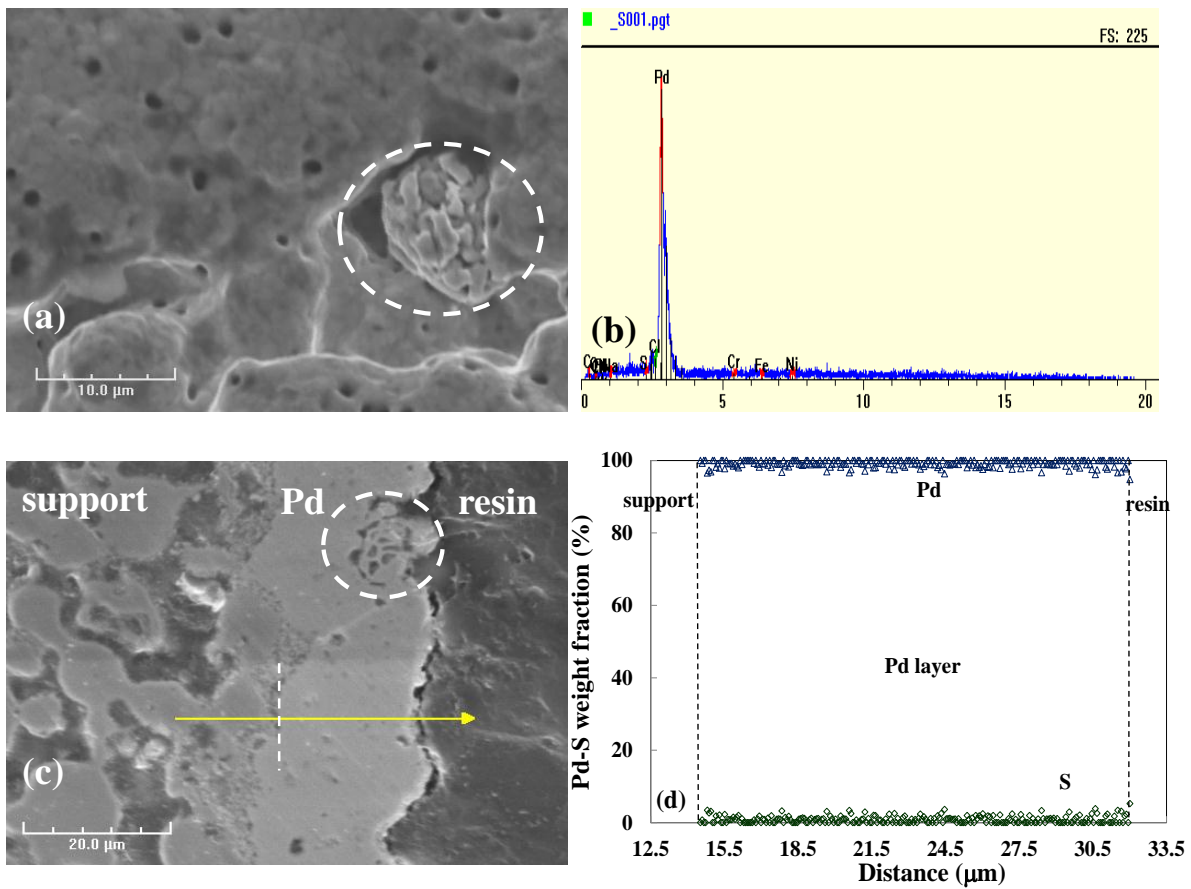 _S001.pgt
FS: 225
Pd
(a)
10.0 µm
(b)
S
Cr
Fe
Ni
0
5
10
15
20
support
Pd
resin
(c)
20.0 µm
Pd-S weight fraction (%)
100
80
60
40
20
0
support
Pd
resin
Pd layer
S
(d)
12.5 15.5 18.5 21.5 24.5 27.5 30.5 33.5
Distance (µm)